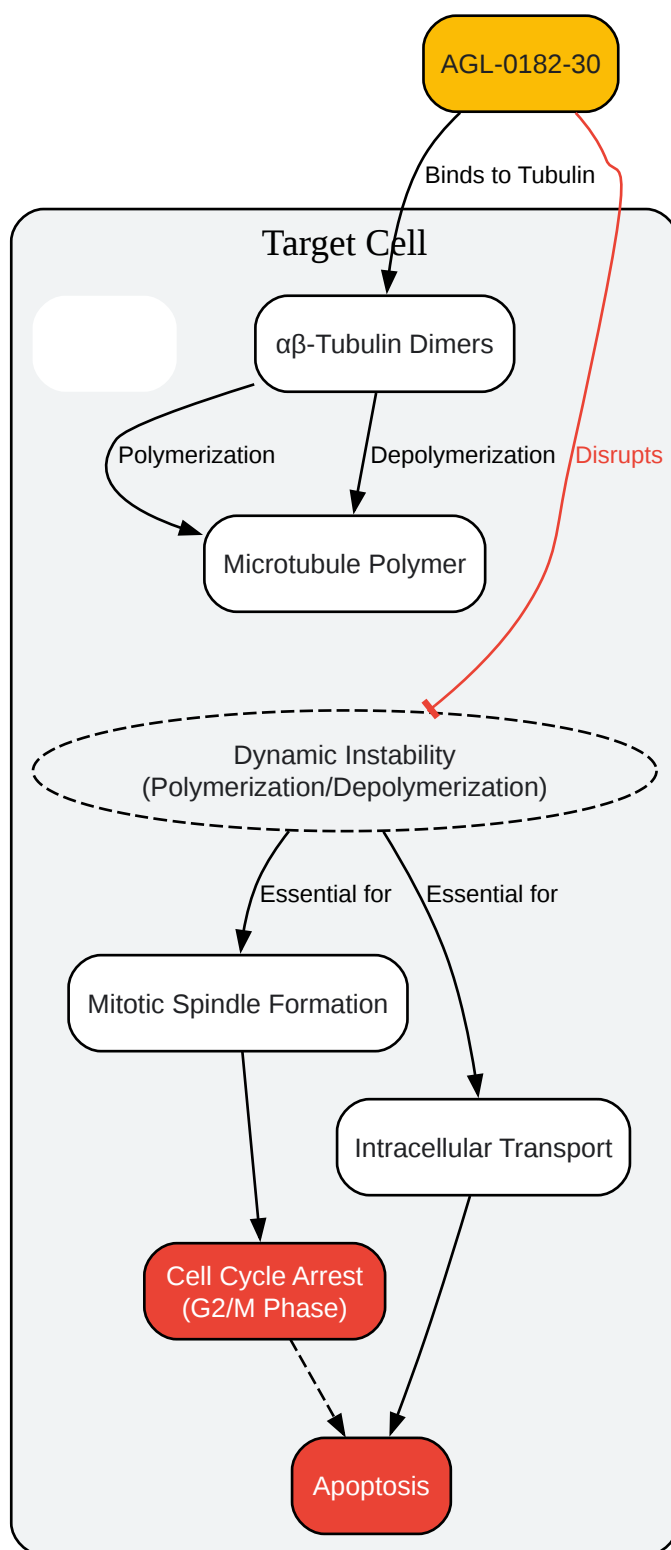 AGL-0182-30
Binds to Tubulin
Target Cell
αβ-Tubulin Dimers
Polymerization
Depolymerization
Disrupts
Microtubule Polymer
Dynamic Instability
(Polymerization/Depolymerization)
Essential for
Essential for
Mitotic Spindle Formation
Intracellular Transport
Cell Cycle Arrest
(G2/M Phase)
Apoptosis